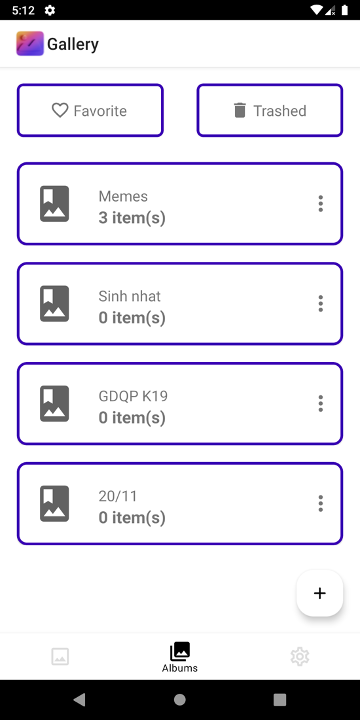 5:12
Gallery
Favorite
Trashed
Memes
3 item(s)
Sinh nhat
0 item(s)
GDQP K19
0 item(s)
20/11
0 item(s)
Albums